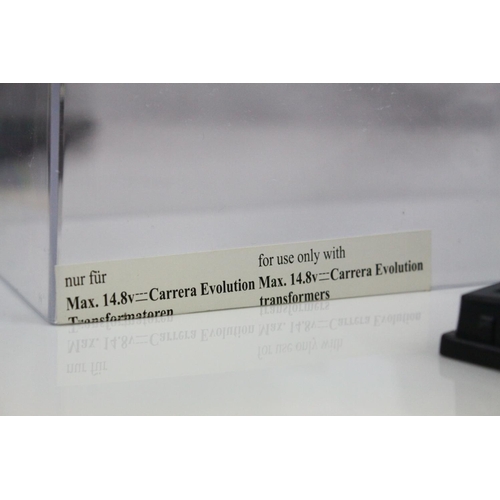 nur für
Max. 14.8v⎓Carrera Evolution
Transformatoren
for use only with
Max. 14.8v⎓Carrera Evolution
transformers